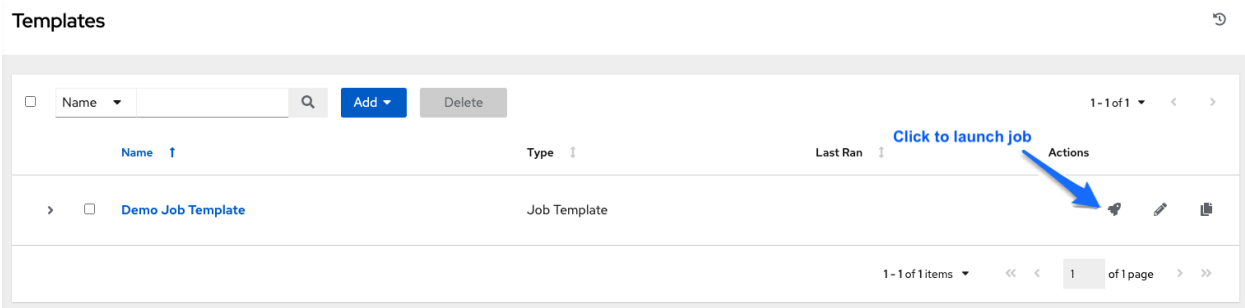 Templates
Name
Add
Delete
1 - 1 of 1
Click to launch job
Name
Type
Last Ran
Actions
Demo Job Template
Job Template
1 - 1 of 1 items
1
of 1 page